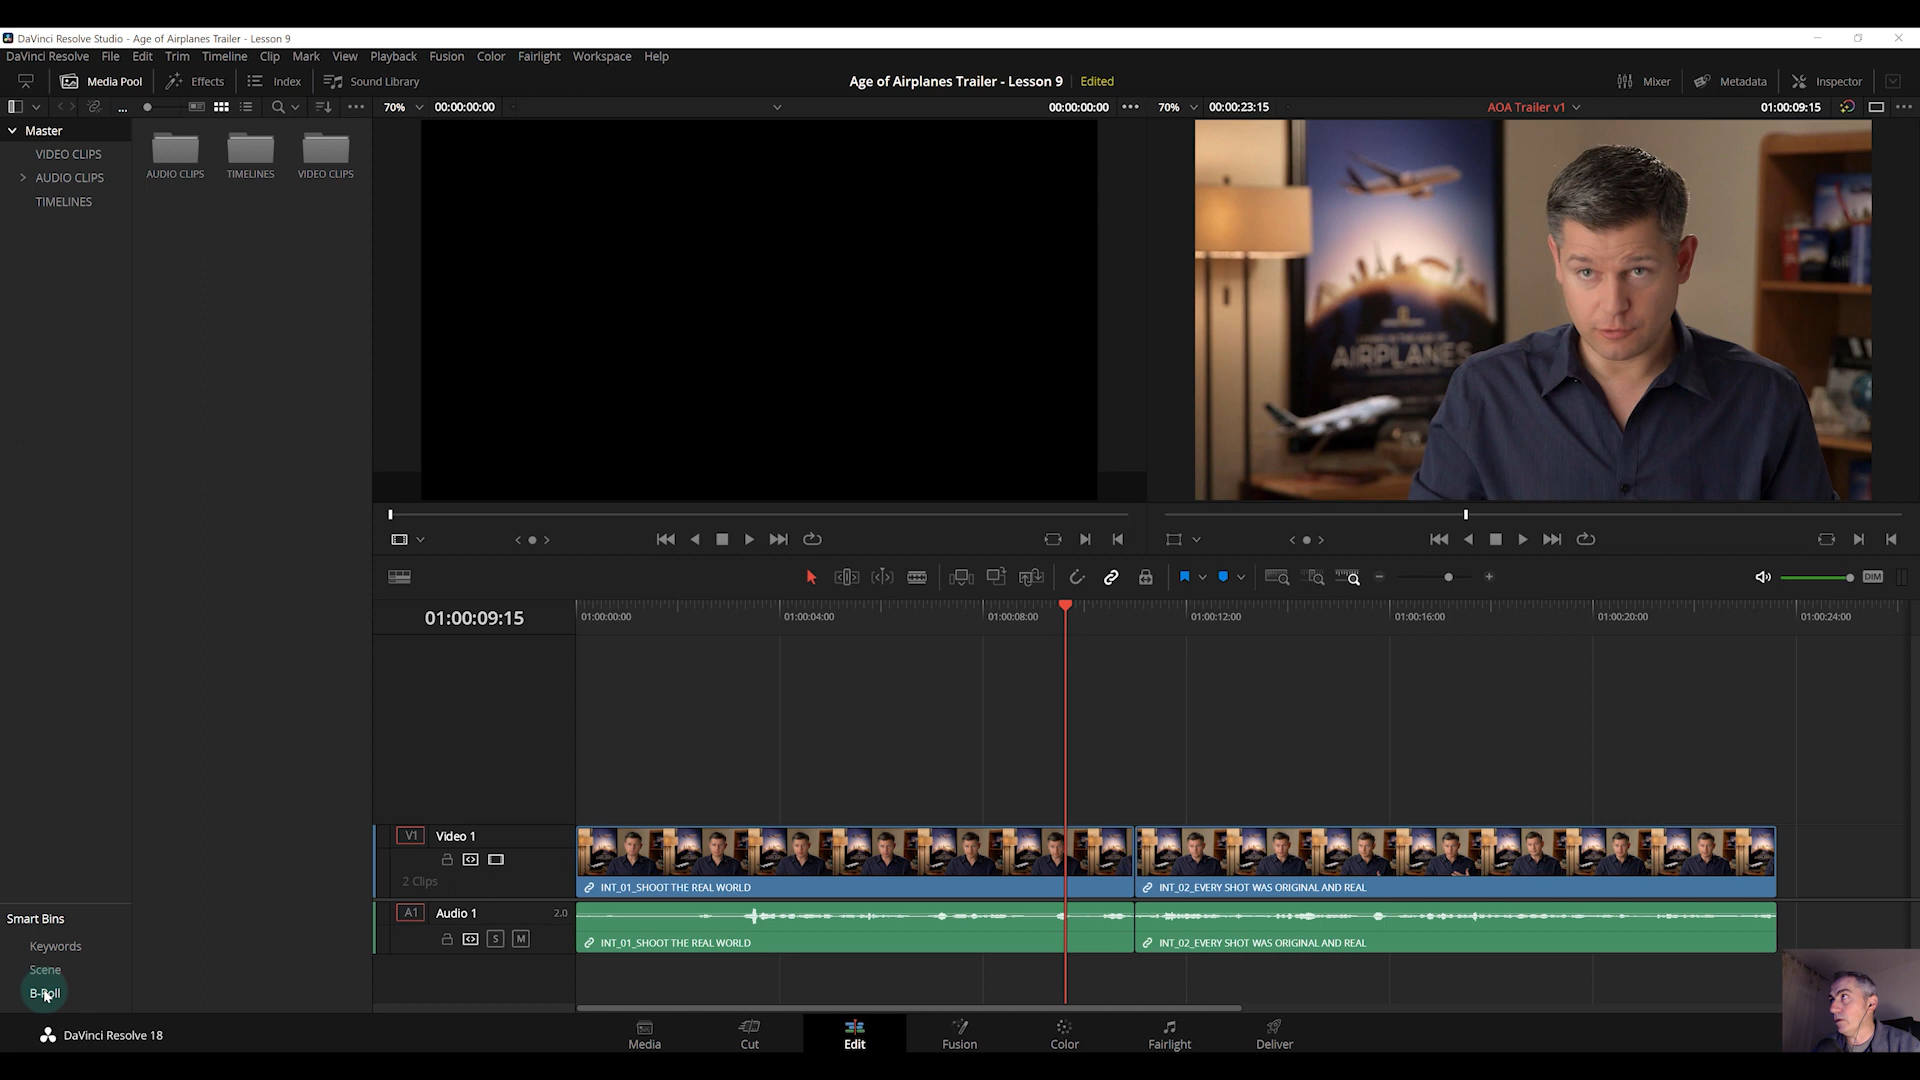 DaVinci Resolve Studio - Age of Airplanes Trailer - Lesson 9
DaVinci Resolve File Edit Trim Timeline Clip Mark View Playback Fusion Color Fairlight Workspace Help
Media Pool Effects Index Sound Library Age of Airplanes Trailer - Lesson 9 Edited Mixer Metadata Inspector
70% 00:00:00:00 00:00:00:00 70% 00:00:23:15 AOA Trailer v1 01:00:09:15
Master
VIDEO CLIPS
AUDIO CLIPS
TIMELINES
AUDIO CLIPS TIMELINES VIDEO CLIPS
AIRPLANES
DIM
01:00:09:15
01:00:00:00 01:00:04:00 01:00:08:00 01:00:12:00 01:00:16:00 01:00:20:00 01:00:24:00
V1 Video 1
2 Clips
INT_01_SHOOT THE REAL WORLD INT_02_EVERY SHOT WAS ORIGINAL AND REAL
A1 Audio 1 2.0
S M
INT_01_SHOOT THE REAL WORLD INT_02_EVERY SHOT WAS ORIGINAL AND REAL
Smart Bins
Keywords
Scene
B-Roll
DaVinci Resolve 18
Media Cut Edit Fusion Color Fairlight Deliver